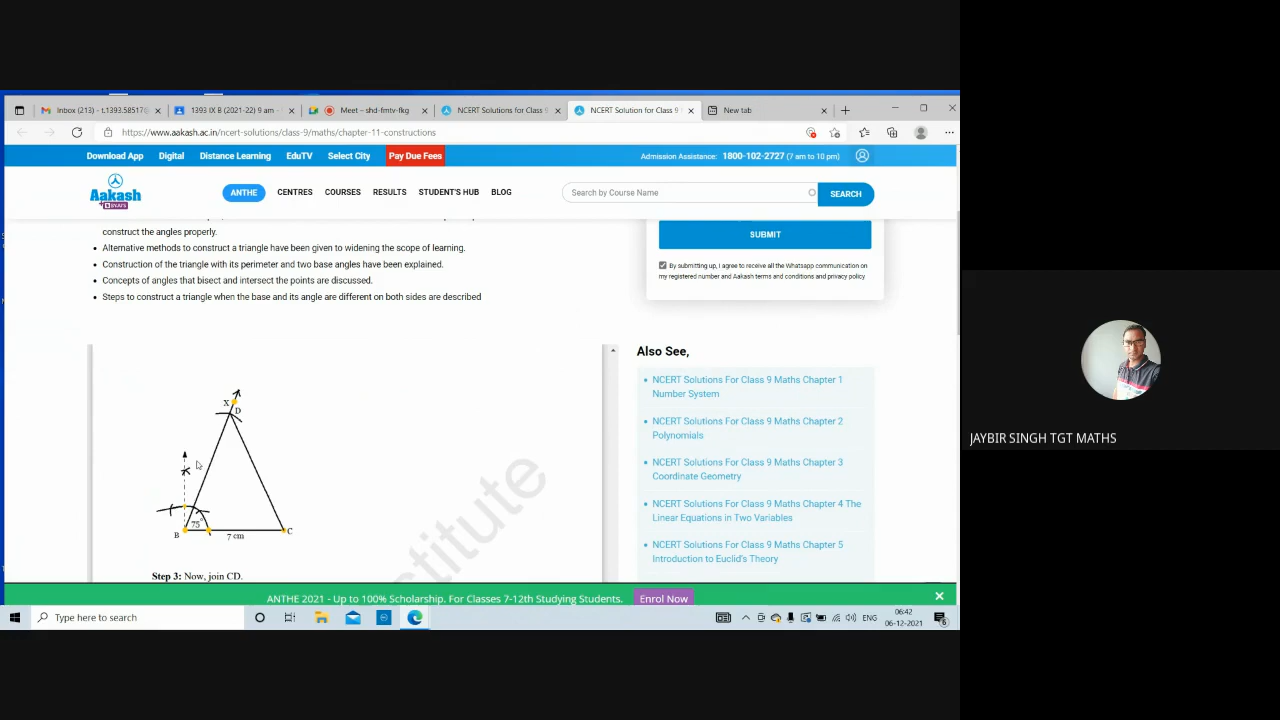 Inbox (213) – t.1393.58517@
1393 IX B (2021-22) 9 am –
Meet – shd-fmtv-fkg
NCERT Solutions for Class
NCERT Solution for Class 9
New tab
https://www.aakash.ac.in/ncert-solutions/class-9/maths/chapter-11-constructions
Download App Digital Distance Learning EduTV Select City Pay Due Fees
Admission Assistance: 1800-102-2727 (7 am to 10 pm)
Aakash
BYJU'S
ANTHE CENTRES COURSES RESULTS STUDENT'S HUB BLOG
Search by Course Name
SEARCH
construct the angles properly.
• Alternative methods to construct a triangle have been given to widening the scope of learning.
• Construction of the triangle with its perimeter and two base angles have been explained.
• Concepts of angles that bisect and intersect the points are discussed.
• Steps to construct a triangle when the base and its angle are different on both sides are described
SUBMIT
By submitting up, I agree to receive all the Whatsapp communication on
my registered number and Aakash terms and conditions and privacy
policy
X
D
75°
B
C
7 cm
Step 3: Now, join CD.
stitute
Also See,
• NCERT Solutions For Class 9 Maths Chapter 1
Number System
• NCERT Solutions For Class 9 Maths Chapter 2
Polynomials
• NCERT Solutions For Class 9 Maths Chapter 3
Coordinate Geometry
• NCERT Solutions For Class 9 Maths Chapter 4 The
Linear Equations in Two Variables
• NCERT Solutions For Class 9 Maths Chapter 5
Introduction to Euclid's Theory
ANTHE 2021 - Up to 100% Scholarship. For Classes 7-12th Studying Students.
Enrol Now
Type here to search
ENG
06:42
06-12-2021
JAYBIR SINGH TGT MATHS